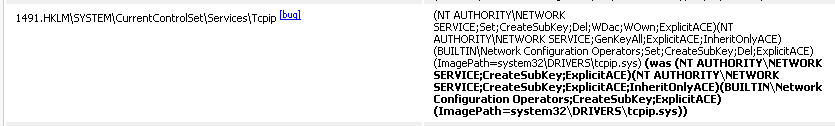 1491.HKLM\SYSTEM\CurrentControlSet\Services\Tcpip [bug]
(NT AUTHORITY\NETWORK
SERVICE;Set;CreateSubKey;Del;WDac;WOwn;ExplicitACE)(NT
AUTHORITY\NETWORK SERVICE;GenKeyAll;ExplicitACE;InheritOnlyACE)
(BUILTIN\Network Configuration Operators;Set;CreateSubKey;Del;ExplicitACE)
(ImagePath=system32\DRIVERS\tcpip.sys) (was (NT AUTHORITY\NETWORK
SERVICE;CreateSubKey;ExplicitACE)(NT AUTHORITY\NETWORK
SERVICE;CreateSubKey;ExplicitACE;InheritOnlyACE)(BUILTIN\Network
Configuration Operators;CreateSubKey;ExplicitACE)
(ImagePath=system32\DRIVERS\tcpip.sys))